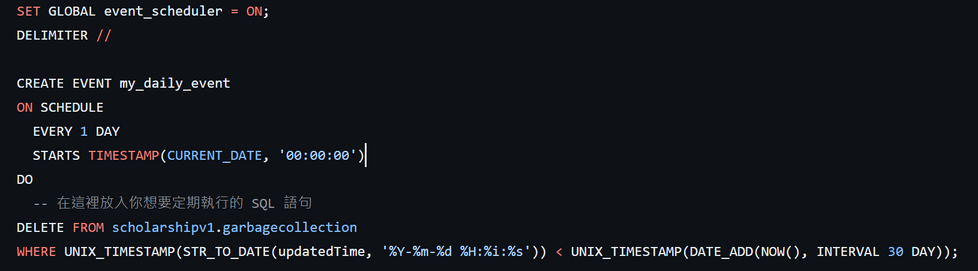 SET GLOBAL event_scheduler = ON;
DELIMITER //
CREATE EVENT my_daily_event
ON SCHEDULE
EVERY 1 DAY
STARTS TIMESTAMP(CURRENT_DATE, '00:00:00')
DO
-- 在這裡放入你想要定期執行的 SQL 語句
DELETE FROM scholarshipv1.garbagecollection
WHERE UNIX_TIMESTAMP(STR_TO_DATE(updatedTime, '%Y-%m-%d %H:%i:%s')) < UNIX_TIMESTAMP(DATE_ADD(NOW(), INTERVAL 30 DAY));